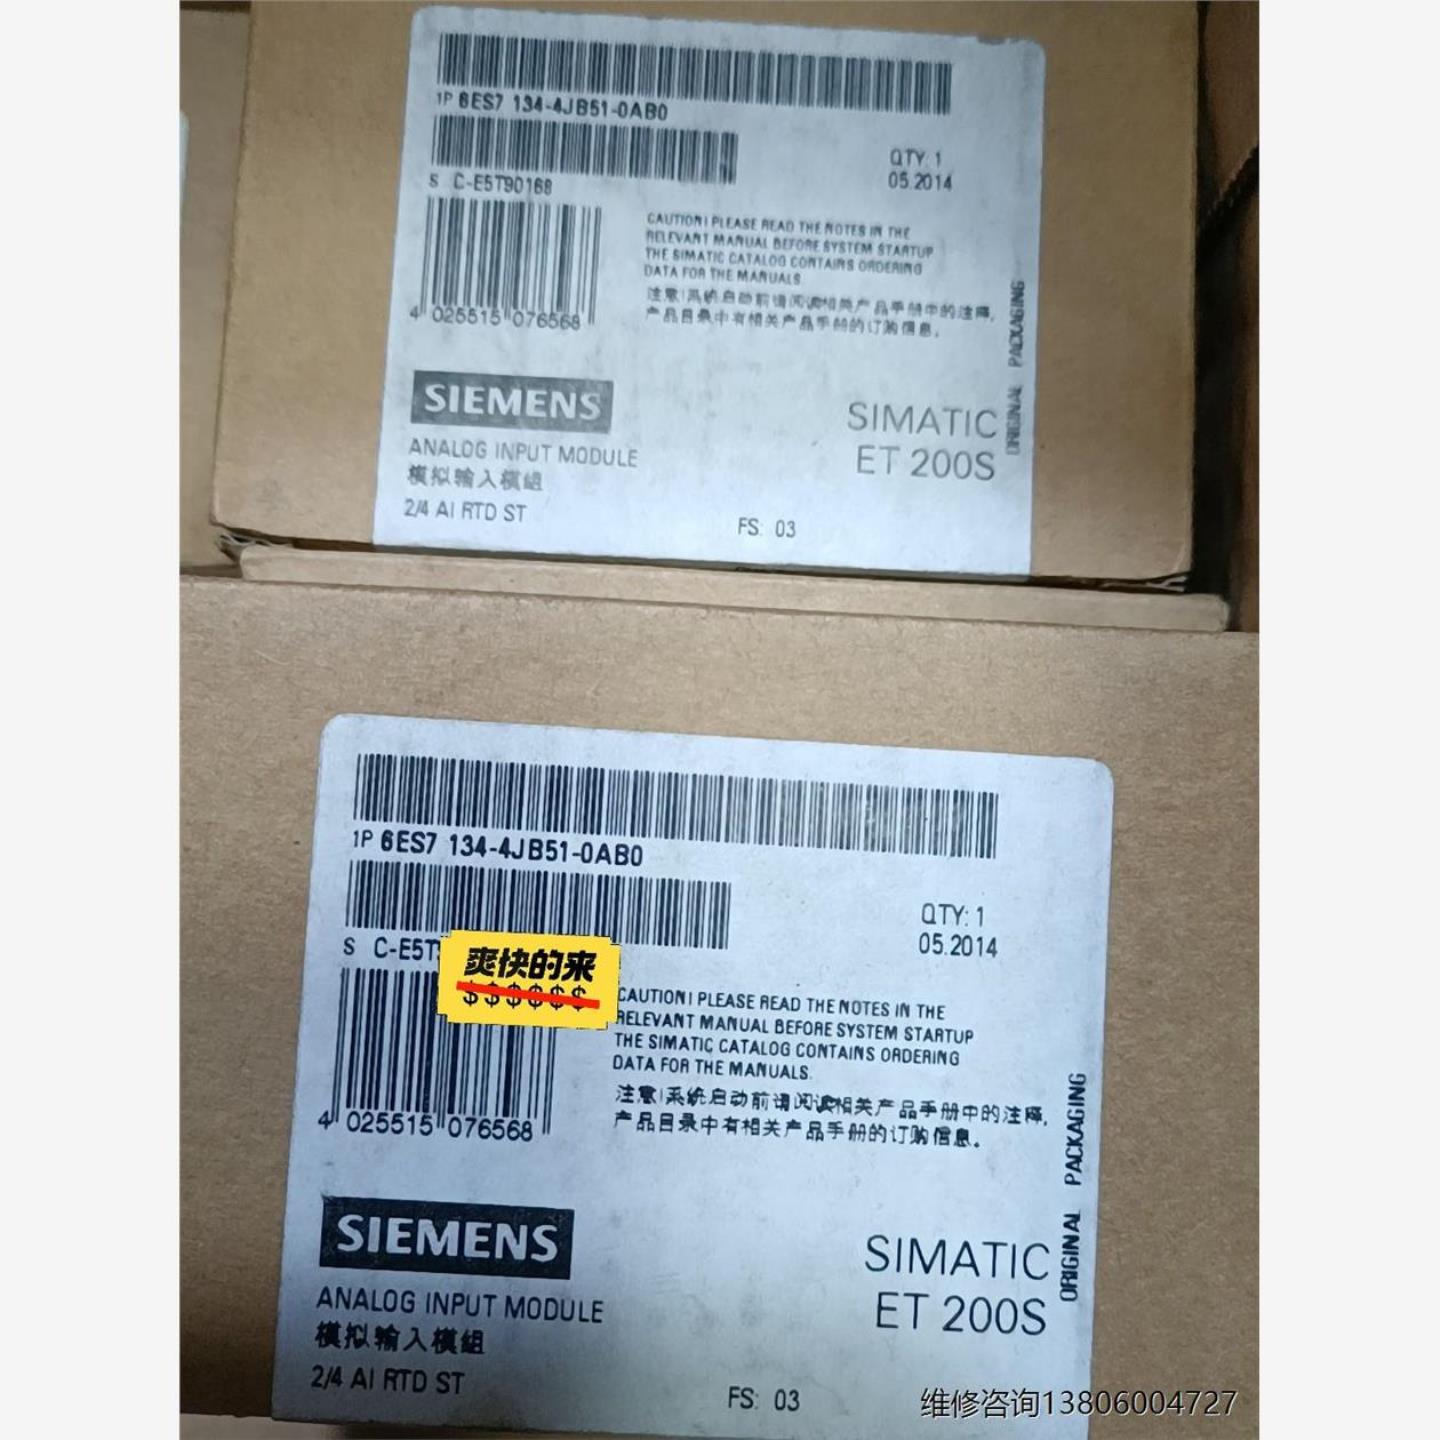 1P 6ES7 134-4JB51-0AB0
S C-E5T90168
QTY: 1
05.2014
CAUTION! PLEASE READ THE NOTES IN THE
RELEVANT MANUAL BEFORE SYSTEM STARTUP
THE SIMATIC CATALOG CONTAINS ORDERING
DATA FOR THE MANUALS.
注意!系统启动前请阅读相关产品手册中的注释,
产品目录中有相关产品手册的订购信息。
4 025515 076568
ORIGINAL PACKAGING
SIEMENS
SIMATIC
ET 200S
ANALOG INPUT MODULE
模拟输入模组
2/4 AI RTD ST
FS: 03
1P 6ES7 134-4JB51-0AB0
S C-E5T
QTY: 1
05.2014
爽快的来
$$$$$$
CAUTION! PLEASE READ THE NOTES IN THE
RELEVANT MANUAL BEFORE SYSTEM STARTUP
THE SIMATIC CATALOG CONTAINS ORDERING
DATA FOR THE MANUALS.
注意!系统启动前请阅读相关产品手册中的注释,
产品目录中有相关产品手册的订购信息。
4 025515 076568
ORIGINAL PACKAGING
SIEMENS
SIMATIC
ET 200S
ANALOG INPUT MODULE
模拟输入模组
2/4 AI RTD ST
FS: 03
维修咨询13806004727